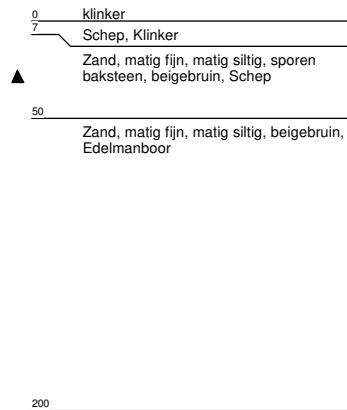 0 klinker
7 Schep, Klinker
Zand, matig fijn, matig siltig, sporen
baksteen, beigebruin, Schep
50
Zand, matig fijn, matig siltig, beigebruin,
Edelmanboor
200